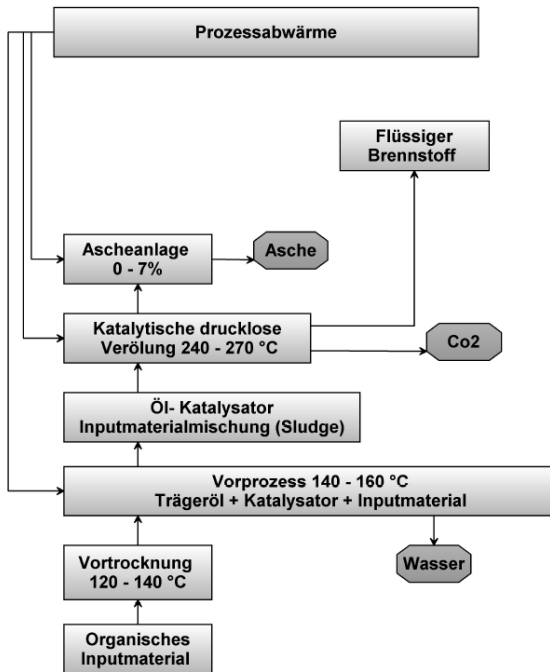 Prozessabwärme
Flüssiger
Brennstoff
Ascheanlage
0 - 7%
Asche
Katalytische drucklose
Verölung 240 - 270 °C
Co2
Öl- Katalysator
Inputmaterialmischung (Sludge)
Vorprozess 140 - 160 °C
Trägeröl + Katalysator + Inputmaterial
Vortrocknung
120 - 140 °C
Wasser
Organisches
Inputmaterial